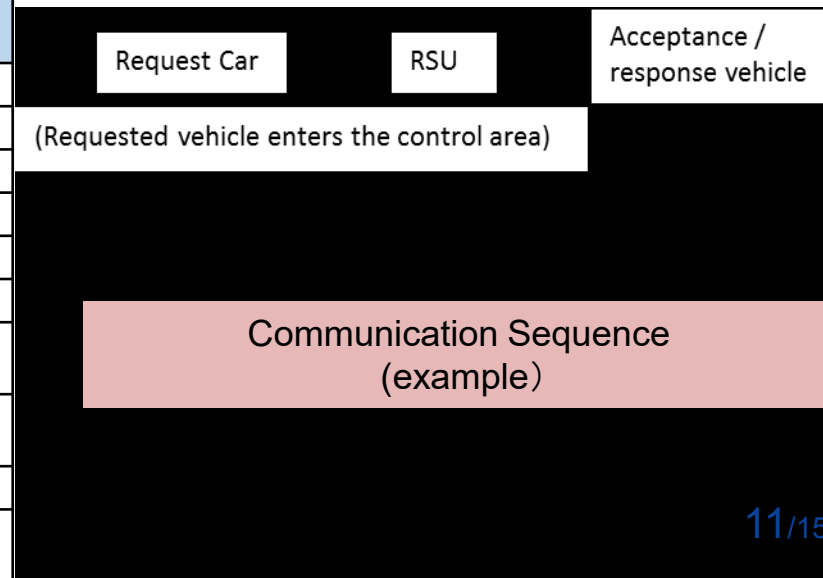 Request Car
RSU
Acceptance /
response vehicle
(Requested vehicle enters the control area)
Communication Sequence
(example）
11/15